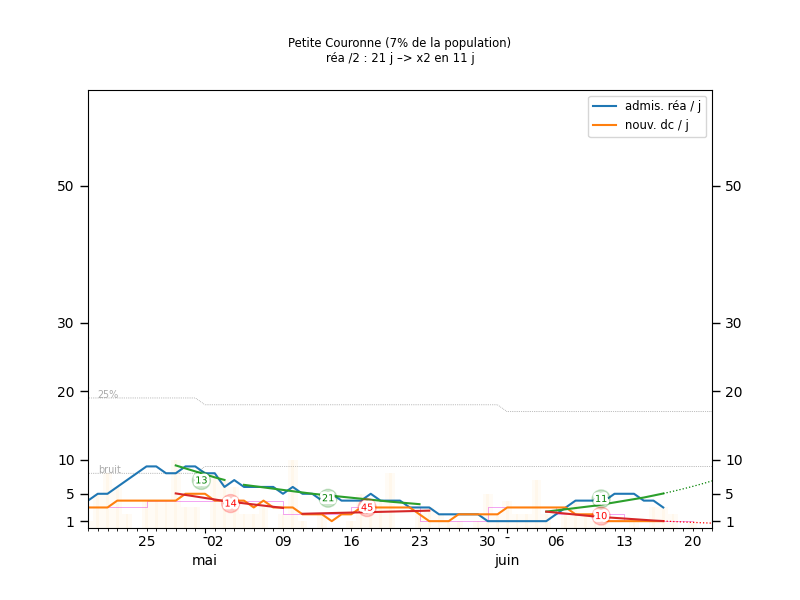 Petite Couronne (7% de la population)
réa /2 : 21 j –> x2 en 11 j
admis. réa / j
nouv. dc / j
50 50
30 30
20 20
25%
10 10
bruit
13
5 21 11 5
14 45 10
1 1
25 02 09 16 23 30 06 13 20
mai juin